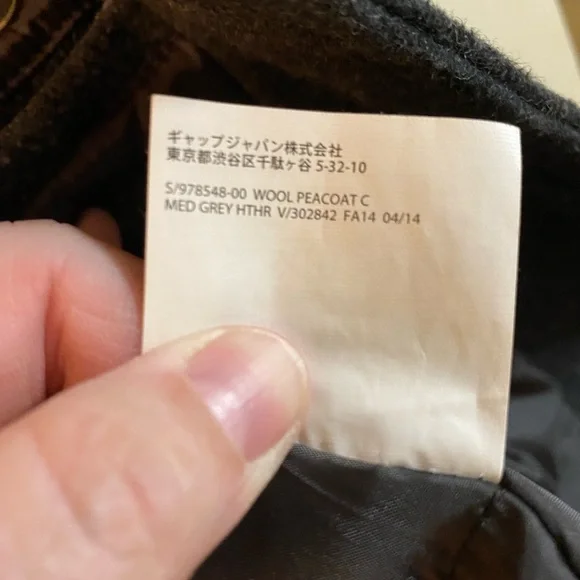 ギャップジャパン株式会社
東京都渋谷区千駄ヶ谷 5-32-10
S/978548-00 WOOL PEACOAT C
MED GREY HTHR V/302842 FA14 04/14